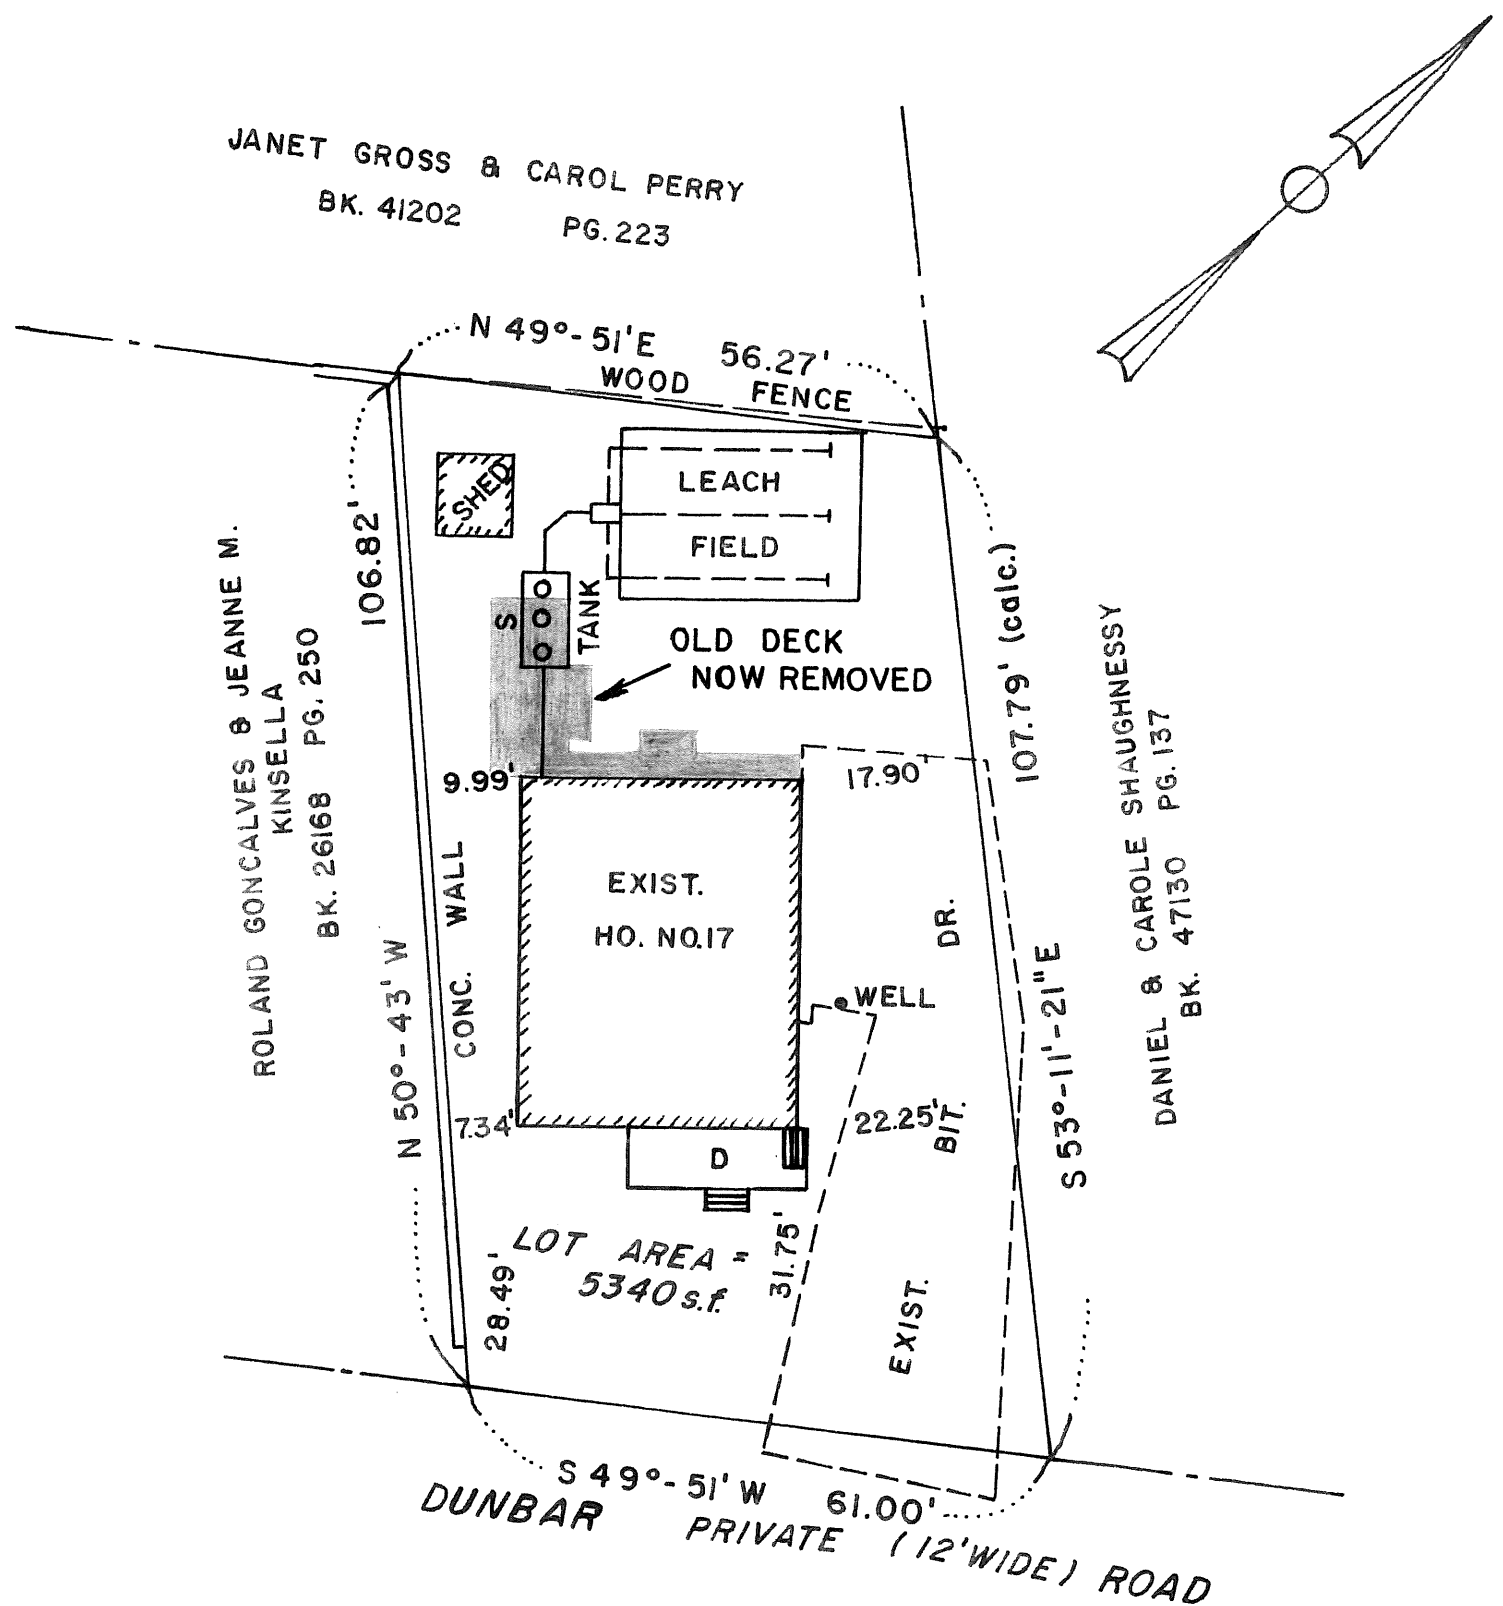 JANET GROSS & CAROL PERRY
BK. 41202 PG. 223
N 49°-51'E 56.27'
WOOD FENCE
106.82'
SHED
LEACH
FIELD
S
TANK
OLD DECK
NOW REMOVED
107.79' (calc.)
ROLAND GONCALVES & JEANNE M.
KINSELLA
BK. 26168 PG. 250
DANIEL & CAROLE SHAUGHNESSY
BK. 47130 PG. 137
9.99'
17.90'
EXIST.
HO. NO.17
CONC. WALL
N 50°-43' W
WELL
EXIST. BIT. DR.
S 53°-11'-21"E
7.34'
22.25'
D
LOT AREA =
5340 s.f.
28.49'
31.75'
S 49°-51' W 61.00'
DUNBAR PRIVATE (12'WIDE) ROAD